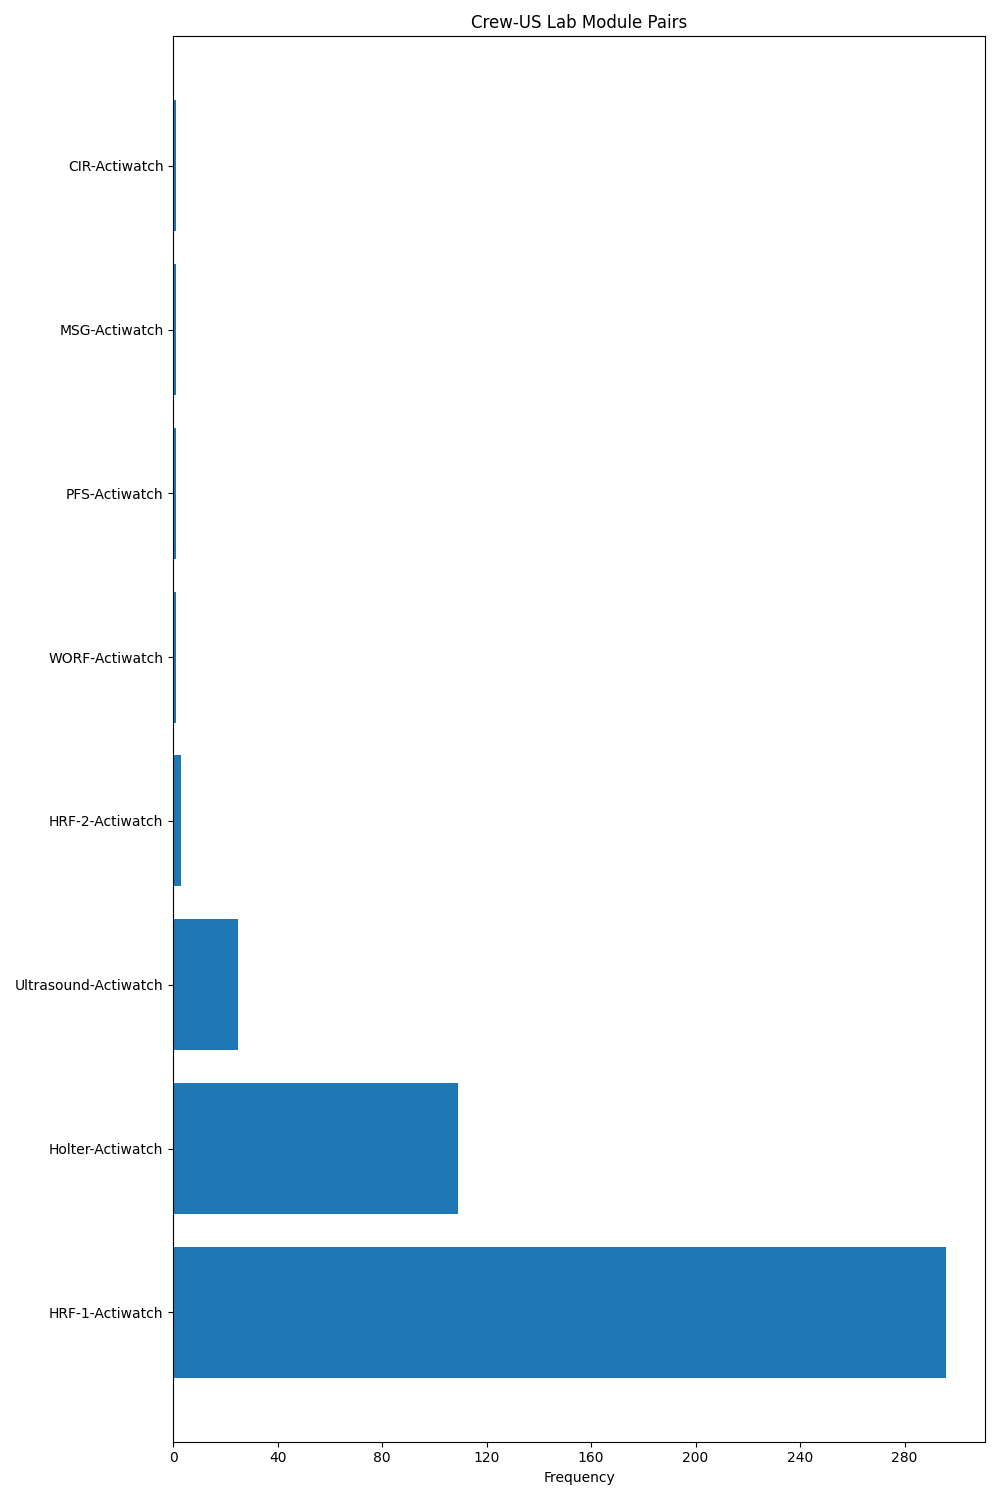 Crew-US Lab Module Pairs
CIR-Actiwatch
MSG-Actiwatch
PFS-Actiwatch
WORF-Actiwatch
HRF-2-Actiwatch
Ultrasound-Actiwatch
Holter-Actiwatch
HRF-1-Actiwatch
0 40 80 120 160 200 240 280
Frequency